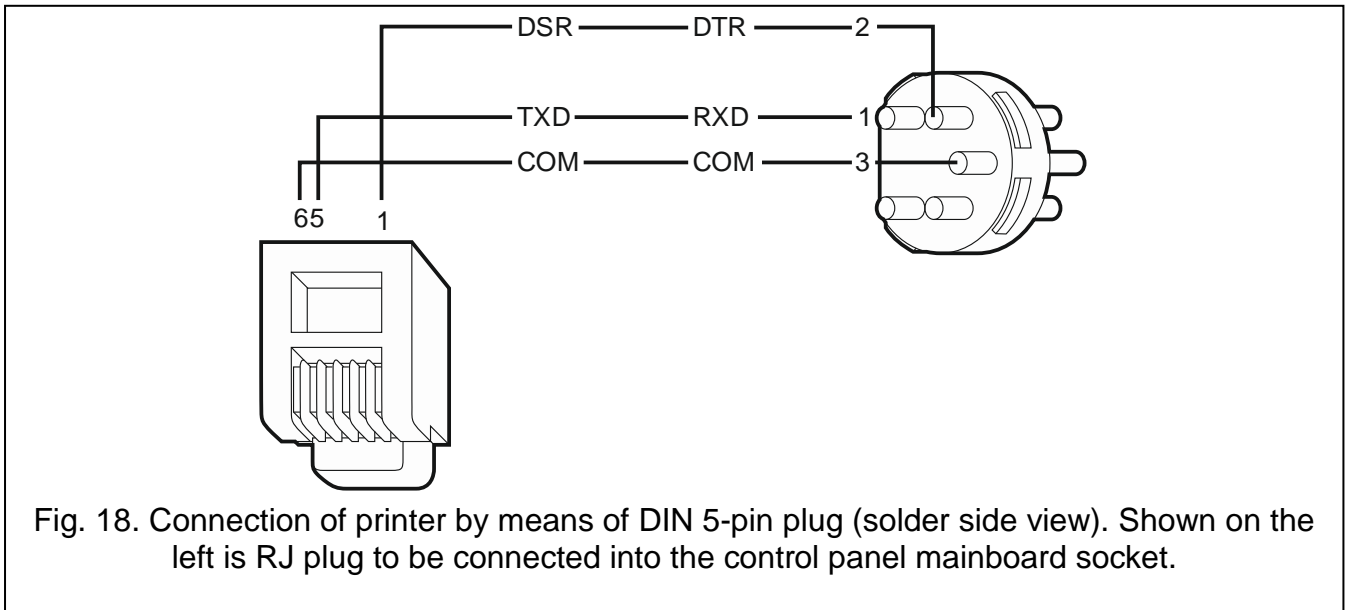 DSR DTR 2
TXD RXD 1
COM COM 3
65 1
Fig. 18. Connection of printer by means of DIN 5-pin plug (solder side view). Shown on the
left is RJ plug to be connected into the control panel mainboard socket.